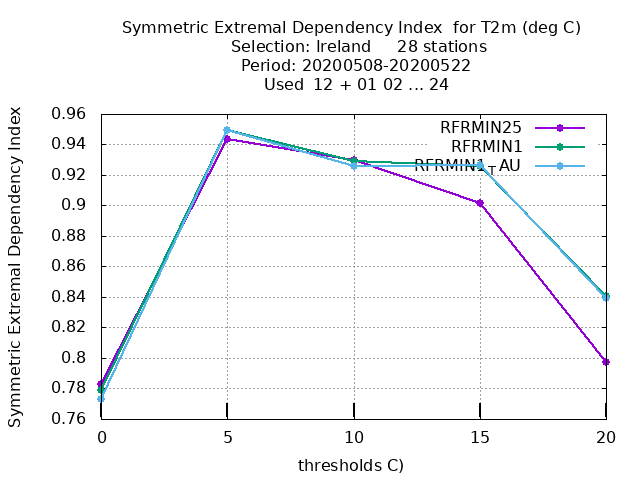 Symmetric Extremal Dependency Index  for T2m (deg C)
Selection: Ireland     28 stations
Period: 20200508-20200522
Used  12 + 01 02 ... 24
Symmetric Extremal Dependency Index
0.96
0.94
0.92
0.9
0.88
0.86
0.84
0.82
0.8
0.78
0.76
RFRMIN25
RFRMIN1
RFRMIN1TAU
0 5 10 15 20
thresholds C)